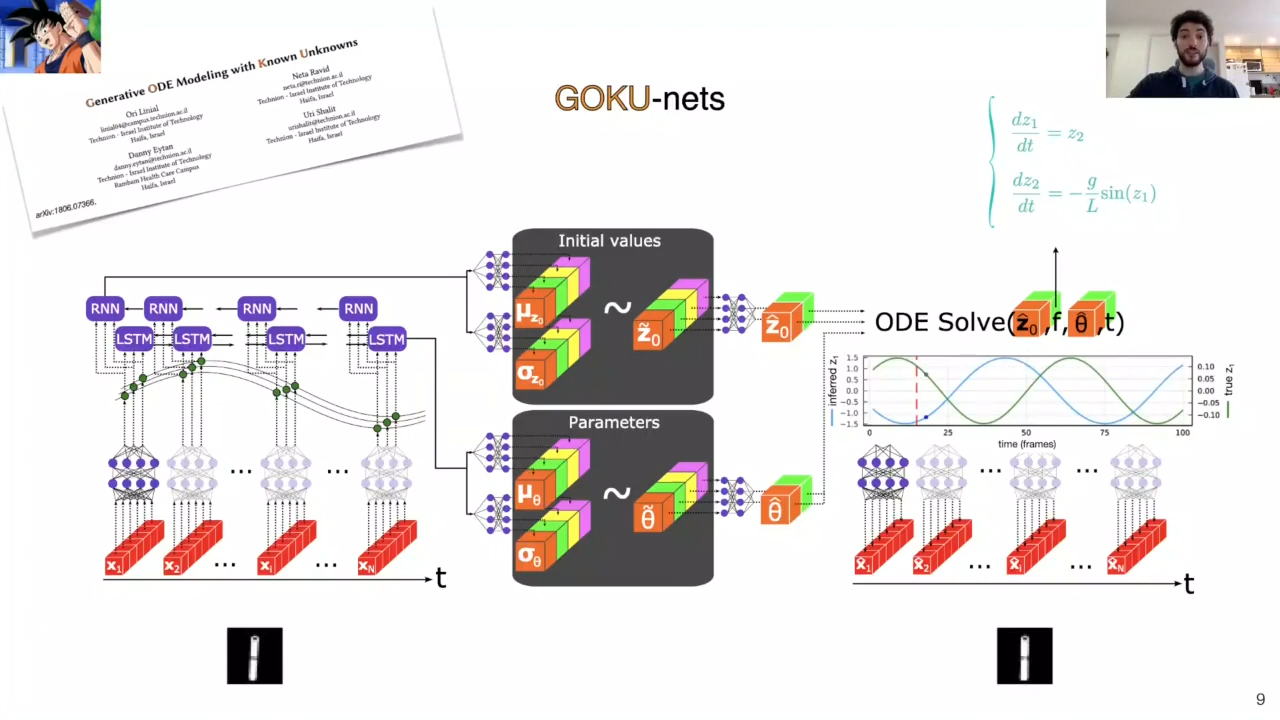 Generative ODE Modeling with Known Unknowns
Ori Linial
linial04@campus.technion.ac.il
Technion - Israel Institute of Technology
Haifa, Israel
Neta Ravid
neta.r@technion.ac.il
Technion - Israel Institute of Technology
Haifa, Israel
Danny Eytan
danny.eytan@technion.ac.il
Technion - Israel Institute of Technology
Rambam Health Care Campus
Haifa, Israel
Uri Shalit
urishalit@technion.ac.il
Technion - Israel Institute of Technology
Haifa, Israel
arXiv:1806.07366.
GOKU-nets
dz₁/dt = z₂
dz₂/dt = -g/L sin(z₁)
RNN RNN RNN RNN
LSTM LSTM LSTM LSTM
... ...
x₁ x₂ ... xᵢ ... x_N
t
Initial values
μ_z₀ ~ z̃₀
σ_z₀
ẑ₀
Parameters
μ_θ ~ θ̃
σ_θ
θ̂
ODE Solve(ẑ₀,f,θ̂,t)
inferred z₁
1.5
1.0
0.5
0.0
−0.5
−1.0
−1.5
0.10
0.05
0.00
−0.05
−0.10
true z₁
0 25 50 75 100
time (frames)
... ...
x̂₁ x̂₂ ... x̂ᵢ ... x̂_N
t
9